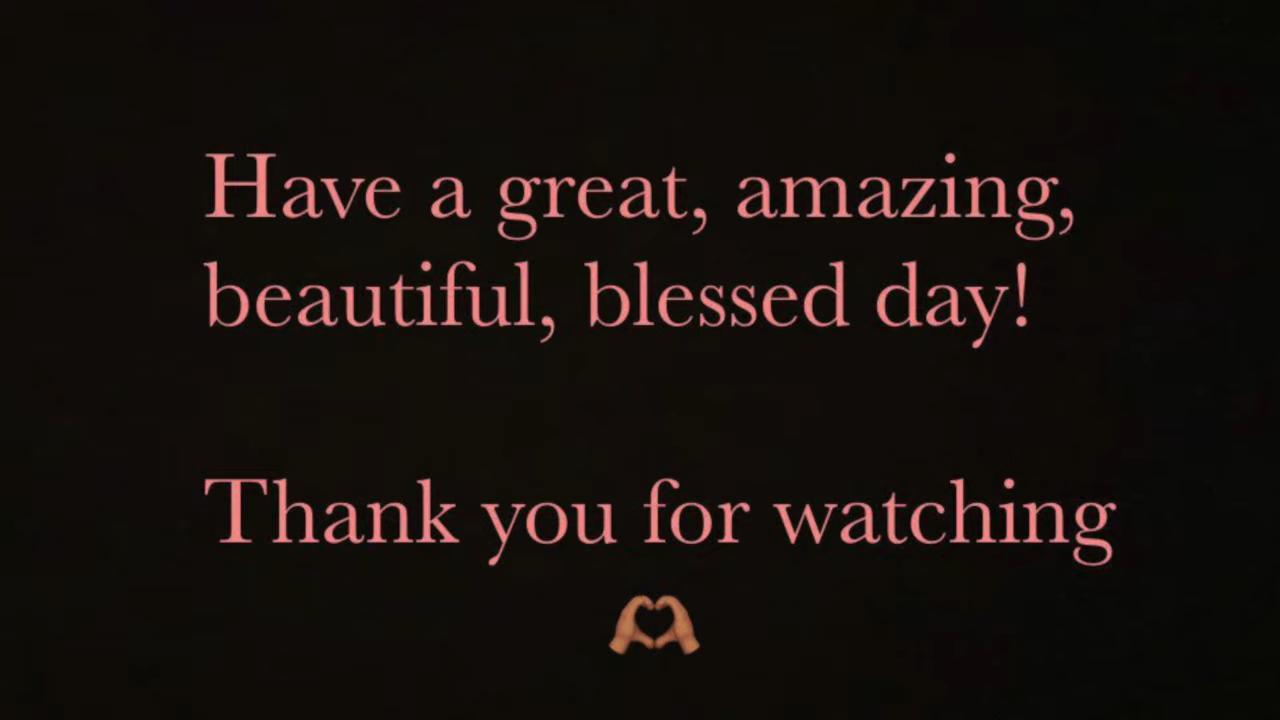 Have a great, amazing,
beautiful, blessed day!
Thank you for watching
🫶🏽